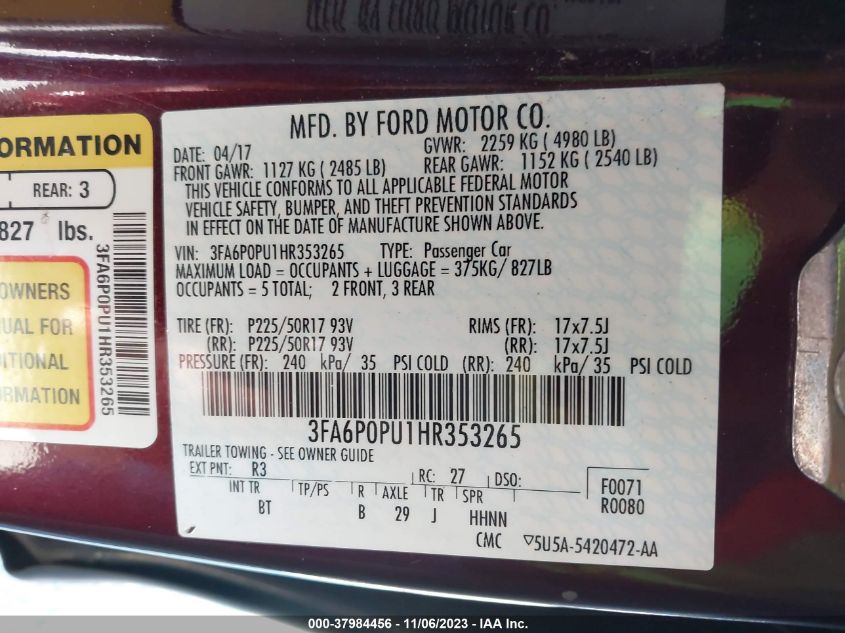 MFD. BY FORD MOTOR CO.
ORMATION
REAR: 3
827 lbs.
OWNERS
UAL FOR
DITIONAL
RMATION
3FA6P0PU1HR353265
MFD. BY FORD MOTOR CO.
DATE: 04/17 GVWR: 2259 KG ( 4980 LB)
FRONT GAWR: 1127 KG ( 2485 LB) REAR GAWR: 1152 KG ( 2540 LB)
THIS VEHICLE CONFORMS TO ALL APPLICABLE FEDERAL MOTOR
VEHICLE SAFETY, BUMPER, AND THEFT PREVENTION STANDARDS
IN EFFECT ON THE DATE OF MANUFACTURE SHOWN ABOVE.
VIN: 3FA6P0PU1HR353265 TYPE: Passenger Car
MAXIMUM LOAD = OCCUPANTS + LUGGAGE = 375KG/ 827LB
OCCUPANTS = 5 TOTAL; 2 FRONT, 3 REAR
TIRE (FR): P225/50R17 93V RIMS (FR): 17x7.5J
(RR): P225/50R17 93V (RR): 17x7.5J
PRESSURE (FR): 240 kPa/ 35 PSI COLD (RR): 240 kPa/ 35 PSI COLD
3FA6P0PU1HR353265
TRAILER TOWING - SEE OWNER GUIDE
EXT PNT: R3 RC: 27 DSO: F0071
INT TR TP/PS R AXLE TR SPR R0080
BT B 29 J HHNN
CMC ▽5U5A-5420472-AA
000-37984456 - 11/06/2023 - IAA Inc.